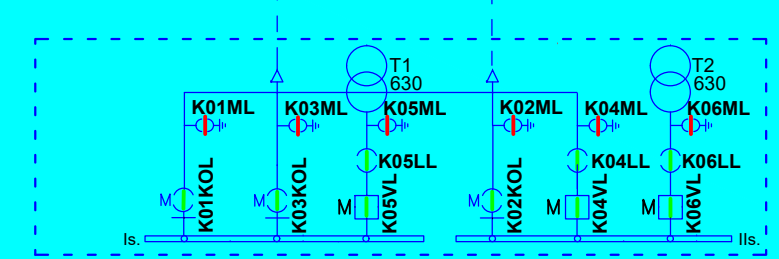 T1
630
T2
630
K01ML
K03ML
K05ML
K02ML
K04ML
K06ML
K05LL
K04LL
K06LL
M
K01KOL
M
K03KOL
M
K05VL
M
K02KOL
M
K04VL
M
K06VL
Is.
IIs.